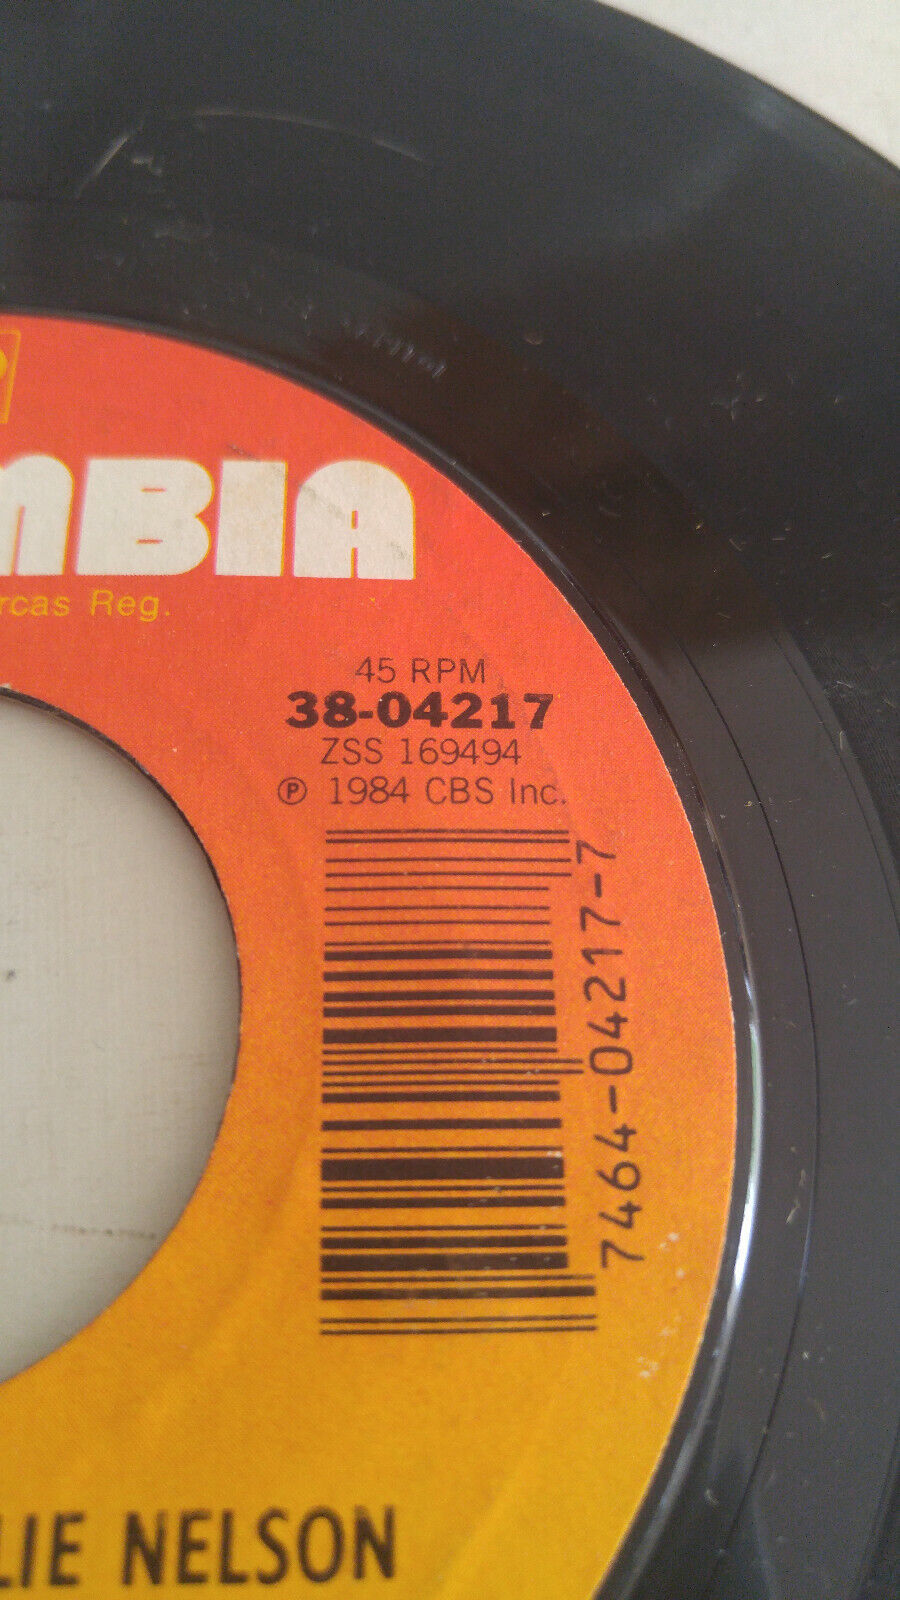 MBIA
rcas Reg.
45 RPM
38-04217
ZSS 169494
℗ 1984 CBS Inc.
7464-04217-7
LIE NELSON